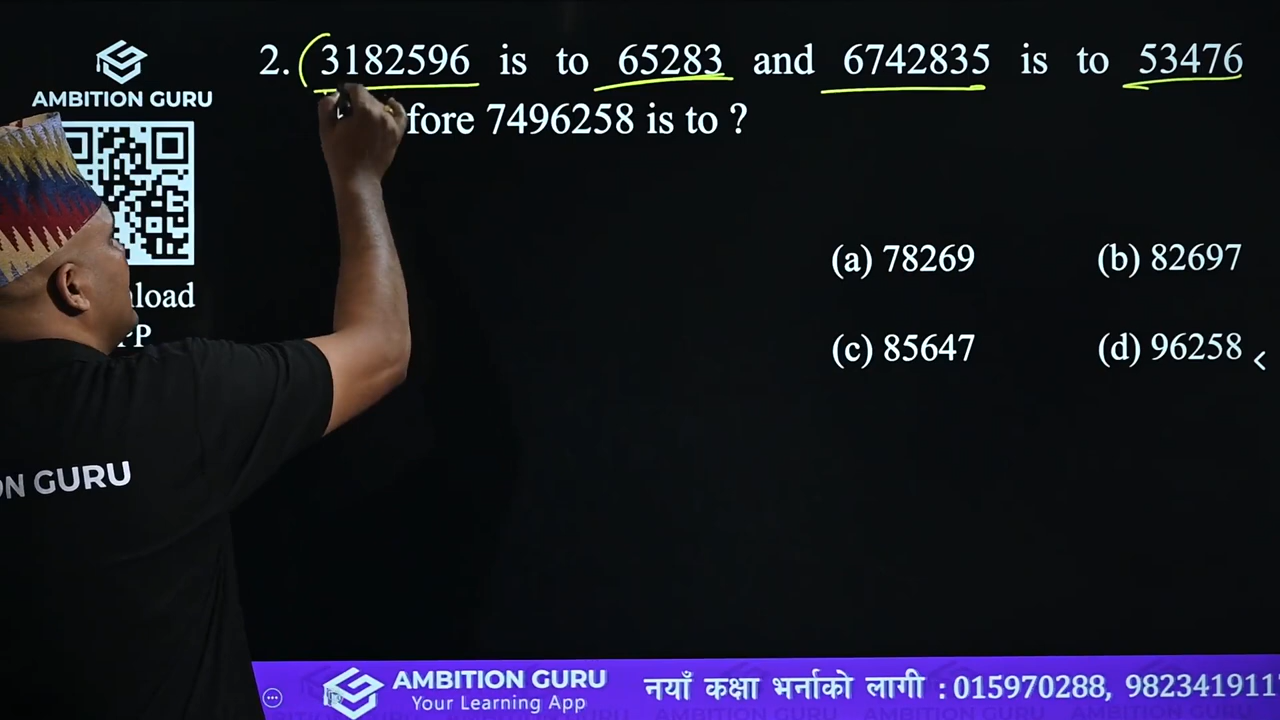 AMBITION GURU
2. 3182596 is to 65283 and 6742835 is to 53476
fore 7496258 is to ?
(a) 78269 (b) 82697
(c) 85647 (d) 96258
load
PP
ON GURU
AMBITION GURU
Your Learning App
नयाँ कक्षा भर्नाको लागी : 015970288, 982341911